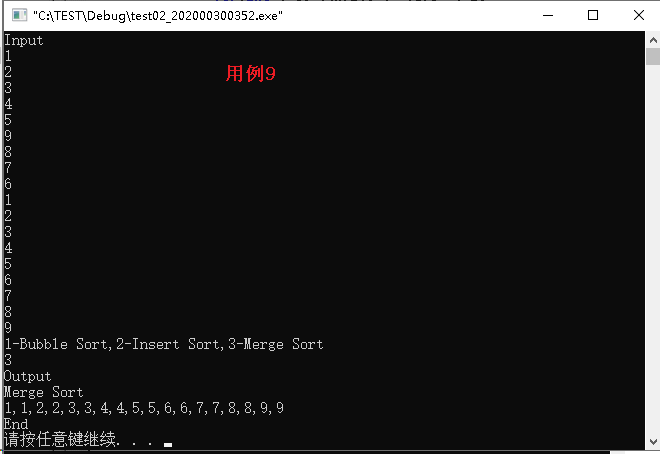 "C:\TEST\Debug\test02_202000300352.exe"
Input
1
2
用例9
3
4
5
9
8
7
6
1
2
3
4
5
6
7
8
9
1-Bubble Sort,2-Insert Sort,3-Merge Sort
3
Output
Merge Sort
1,1,2,2,3,3,4,4,5,5,6,6,7,7,8,8,9,9
End
请按任意键继续. . .